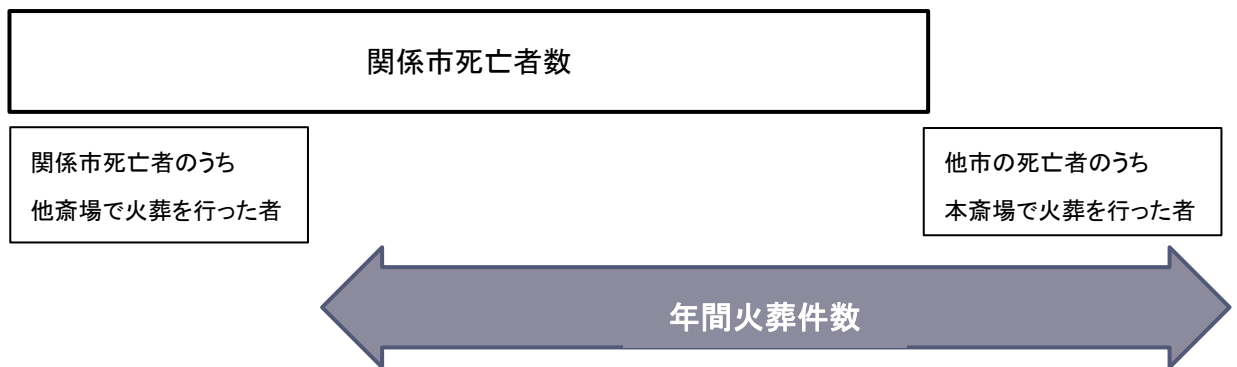 関係市死亡者数
関係市死亡者のうち
他斎場で火葬を行った者
他市の死亡者のうち
本斎場で火葬を行った者
年間火葬件数